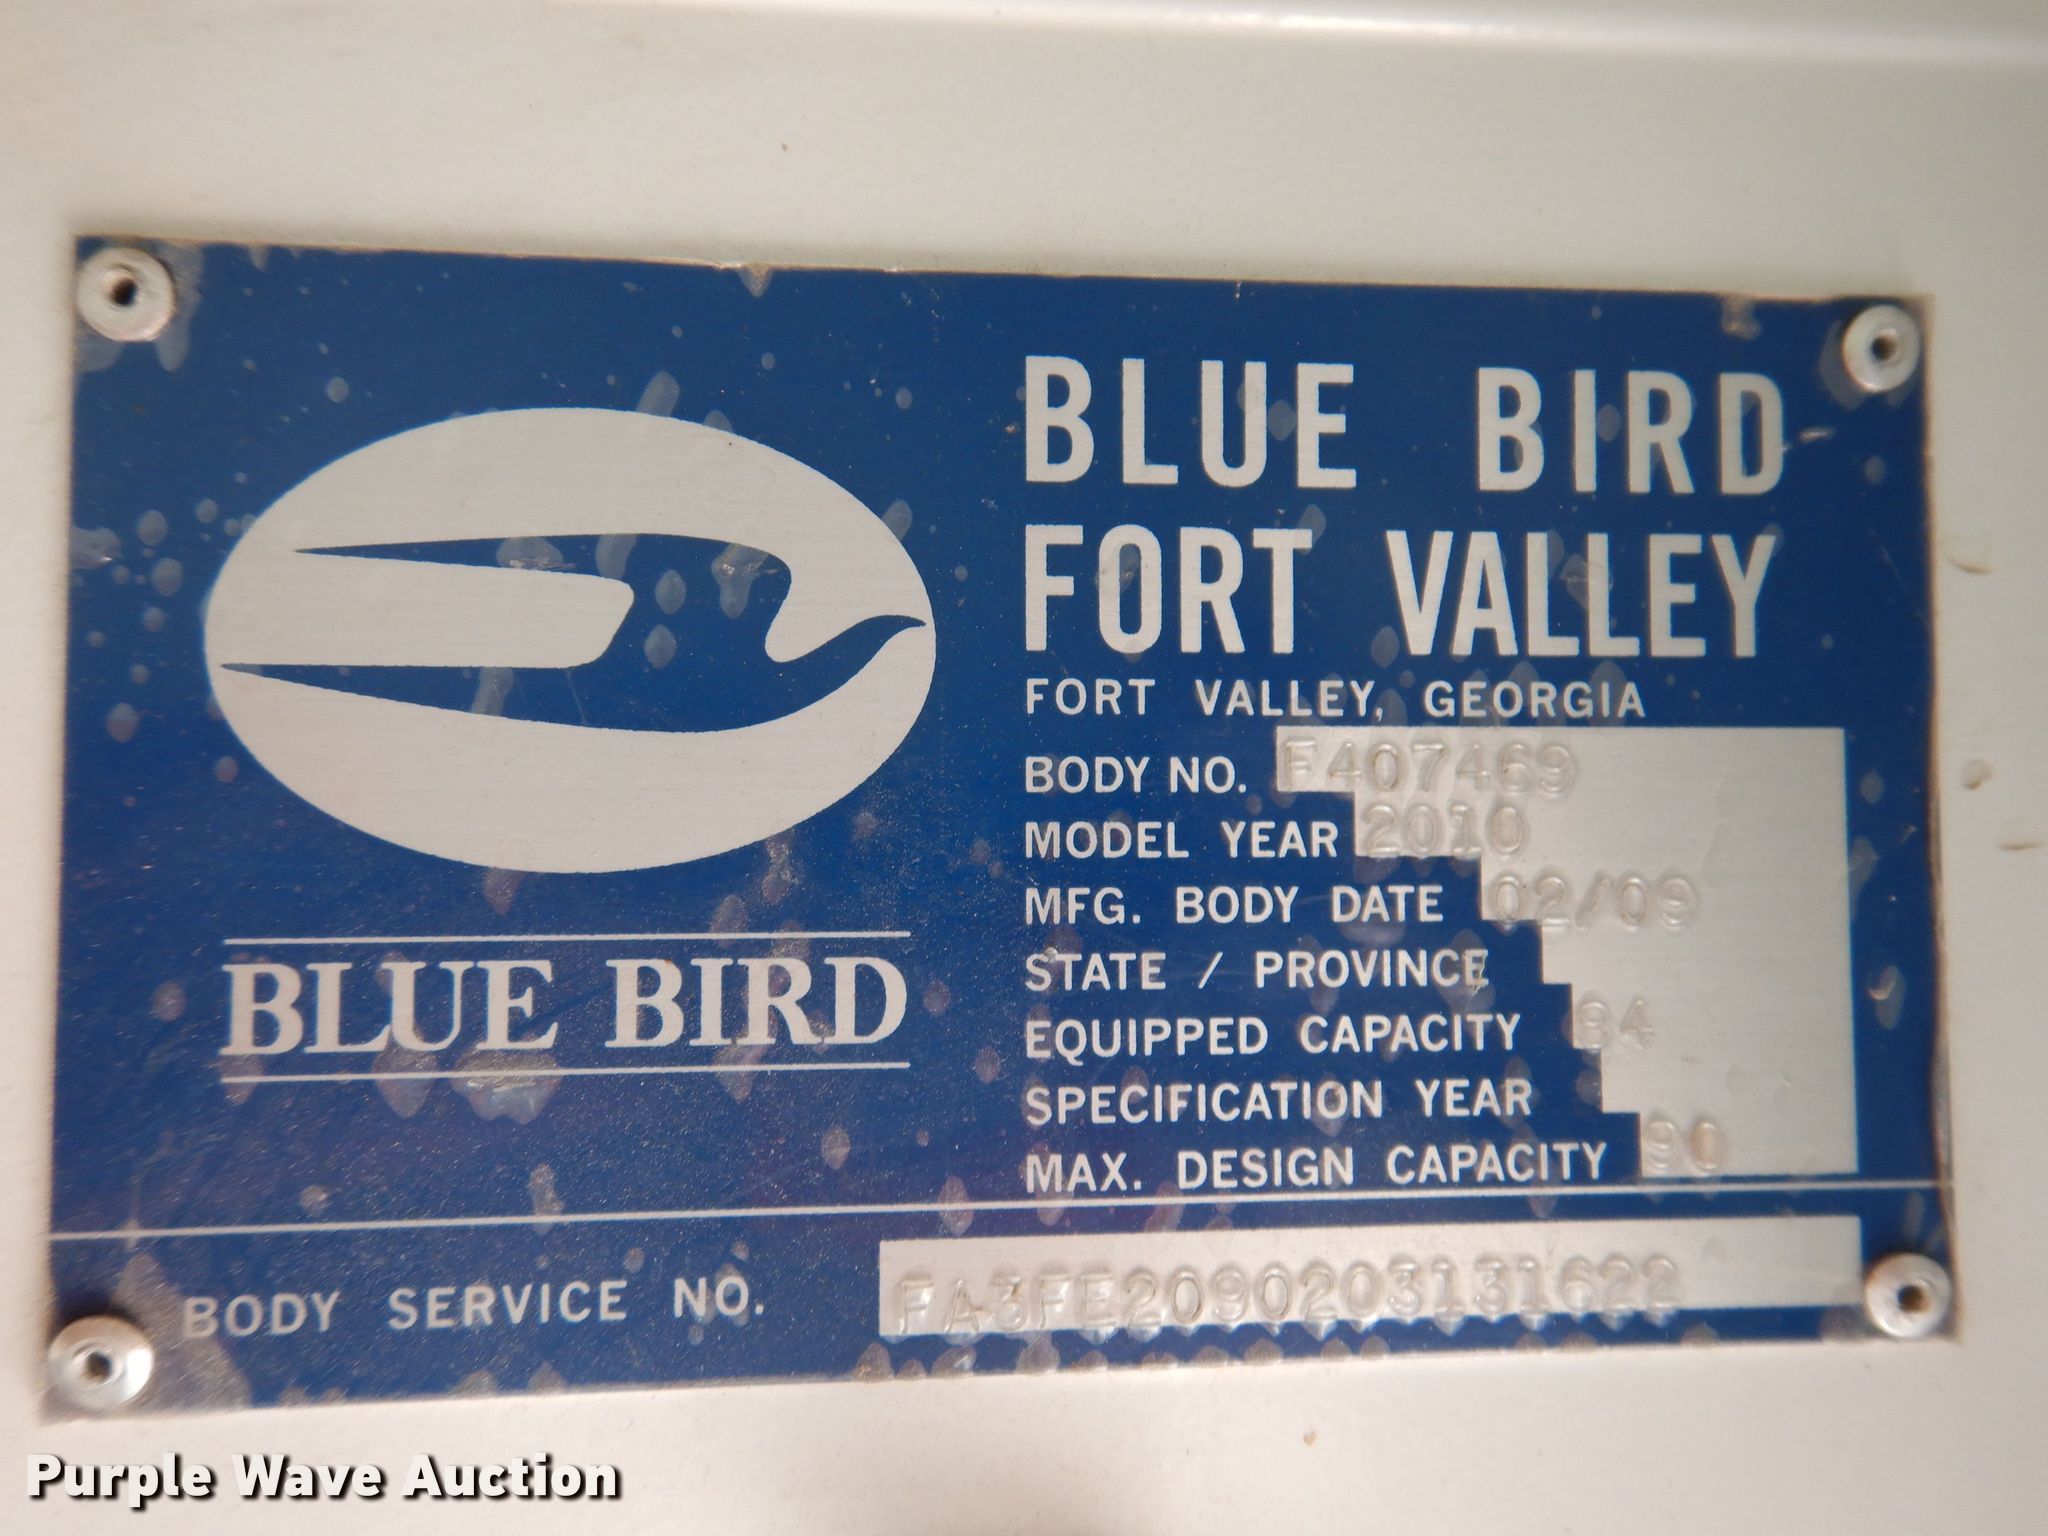 BLUE BIRD
FORT VALLEY
FORT VALLEY, GEORGIA
BODY NO. F407469
MODEL YEAR 2010
MFG. BODY DATE 02/09
STATE / PROVINCE
EQUIPPED CAPACITY 84
SPECIFICATION YEAR
MAX. DESIGN CAPACITY 90
BLUE BIRD
BODY SERVICE NO. FA3FE2090203131622
Purple Wave Auction